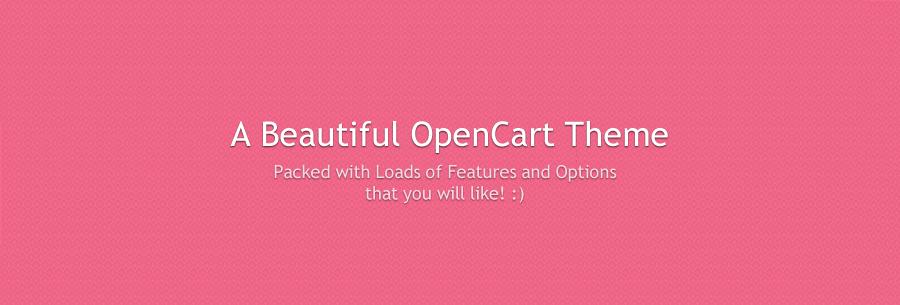 A Beautiful OpenCart Theme
Packed with Loads of Features and Options
that you will like! :)